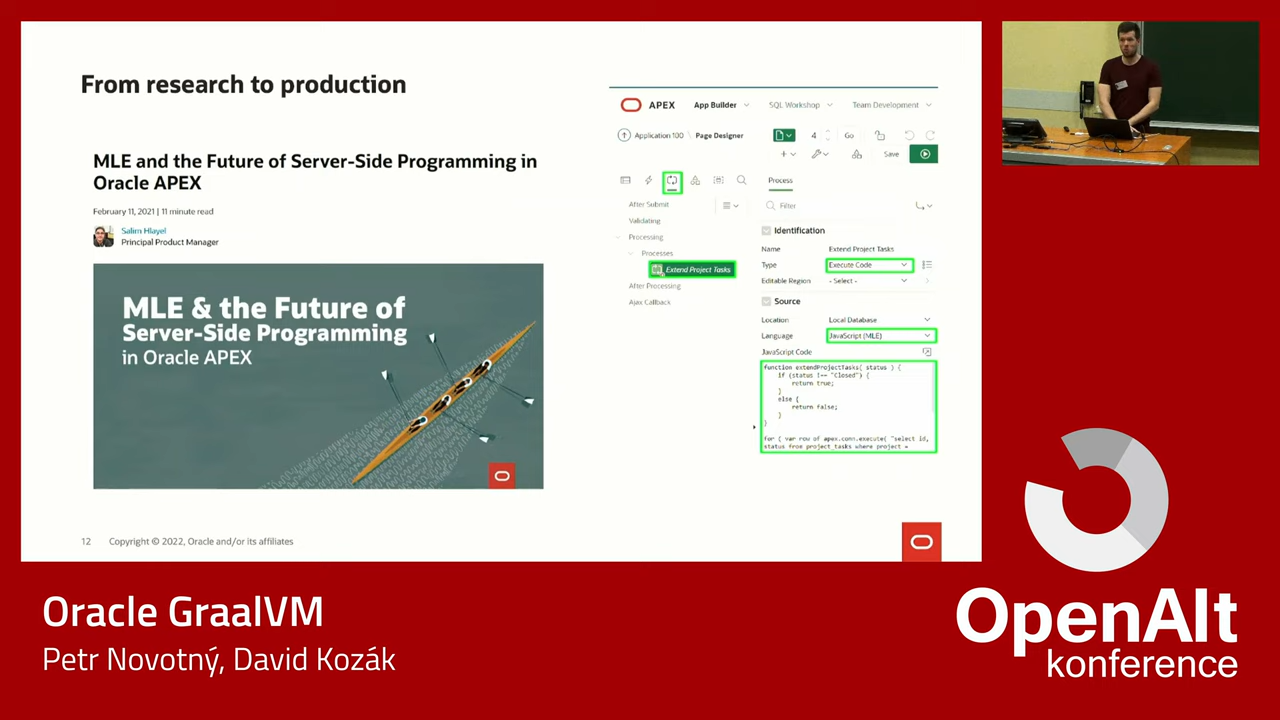 From research to production
MLE and the Future of Server-Side Programming in
Oracle APEX
February 11, 2021 | 11 minute read
Salim Hlayel
Principal Product Manager
MLE & the Future of
Server-Side Programming
in Oracle APEX
12 Copyright © 2022, Oracle and/or its affiliates
APEX App Builder SQL Workshop Team Development
Application 100 \ Page Designer 4 Go
Save
Process
After Submit
Validating
Processing
Processes
Extend Project Tasks
After Processing
Ajax Callback
Filter
Identification
Name Extend Project Tasks
Type Execute Code
Editable Region - Select -
Source
Location Local Database
Language JavaScript (MLE)
JavaScript Code
function extendProjectTasks( status ) {
if (status !== "Closed") {
return true;
}
else {
return false;
}
}
for ( var row of apex.conn.execute( "select id,
status from project_tasks where project =
Oracle GraalVM
Petr Novotný, David Kozák
OpenAlt
konference